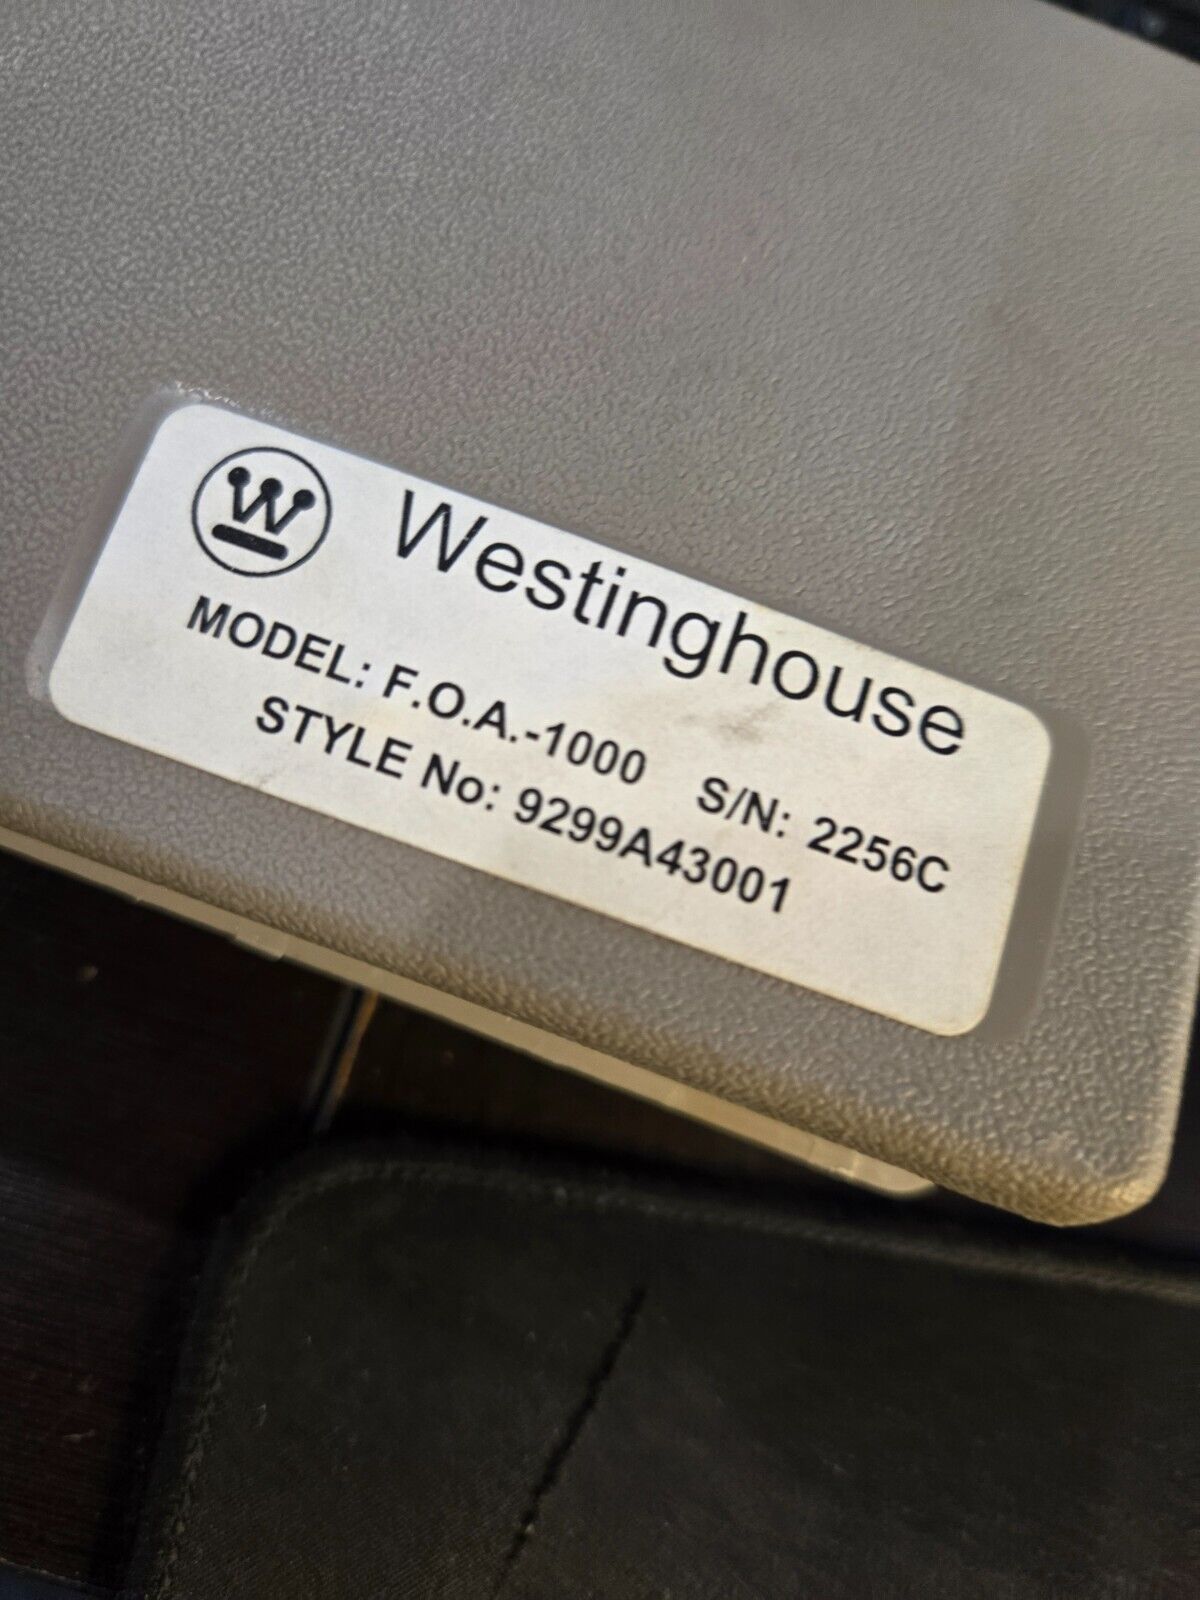 W Westinghouse
MODEL: F.O.A.-1000 S/N: 2256C
STYLE No: 9299A43001